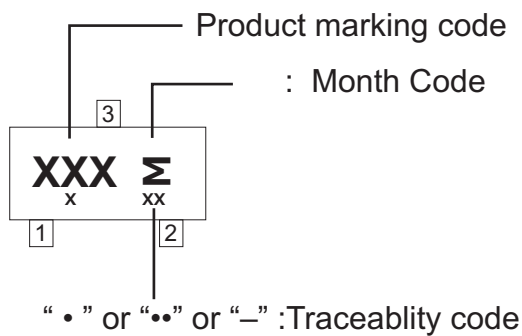 Product marking code
: Month Code
3
XXX Σ
x xx
1 2
“ • ” or “••” or “–” :Traceablity code